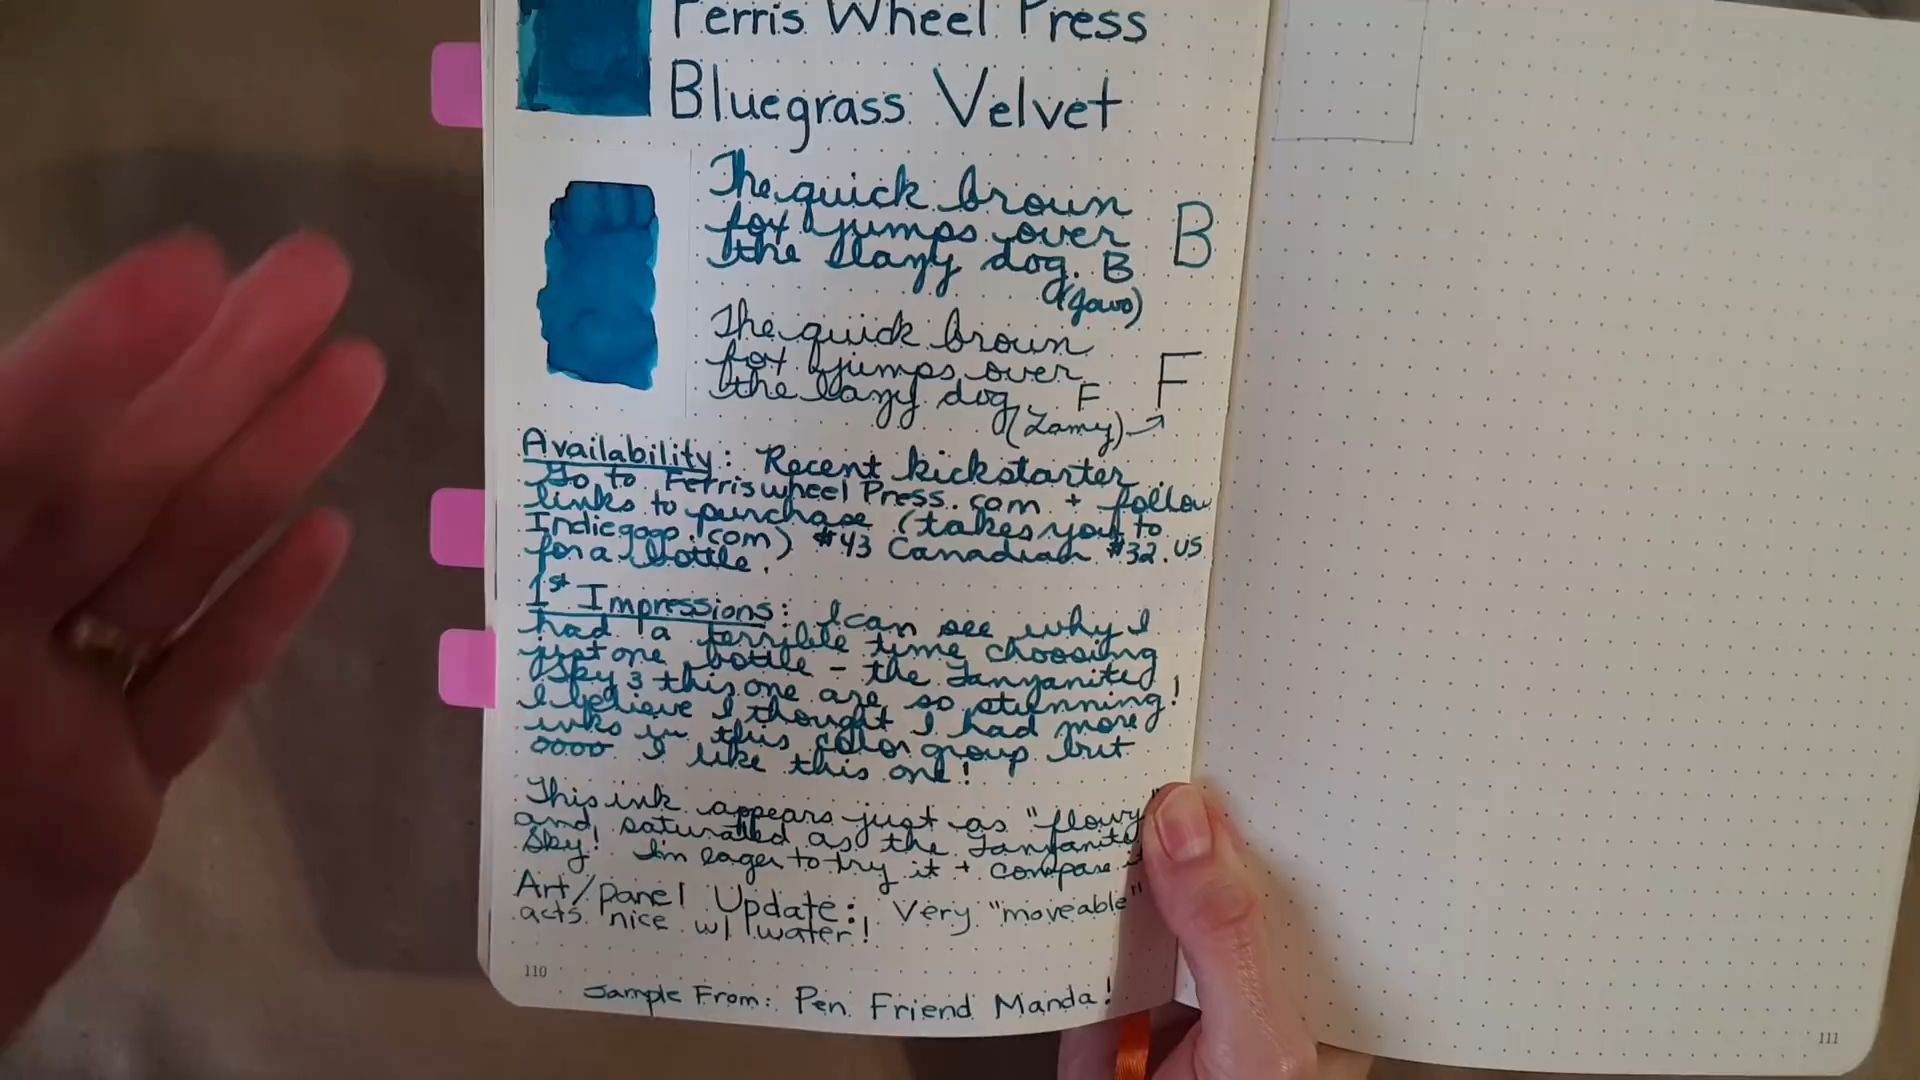 Ferris Wheel Press
Bluegrass Velvet
The quick brown
fox jumps over
the lazy dog. B
B
The quick brown
fox jumps over
the lazy dog F
(Lamy)→
F
Availability: Recent kickstarter
Go to Ferriswheel Press.com + follow
links to purchase (takes you to
Indiegogo.com) $43 Canadian $32. US
for a bottle.
1st Impressions: I can see why I
had a terrible time choosing
just one bottle - the Tanzanite
Sky & this one are so stunning!
I believe I thought I had more
inks in this color group but
oooo I like this one!
This ink appears just as "flowy"
and saturated as the Tanzanite
Sky! I'm eager to try it + compare
Art/panel Update: Very "moveable"
acts nice w/ water!
110
Sample From: Pen Friend Manda!
111